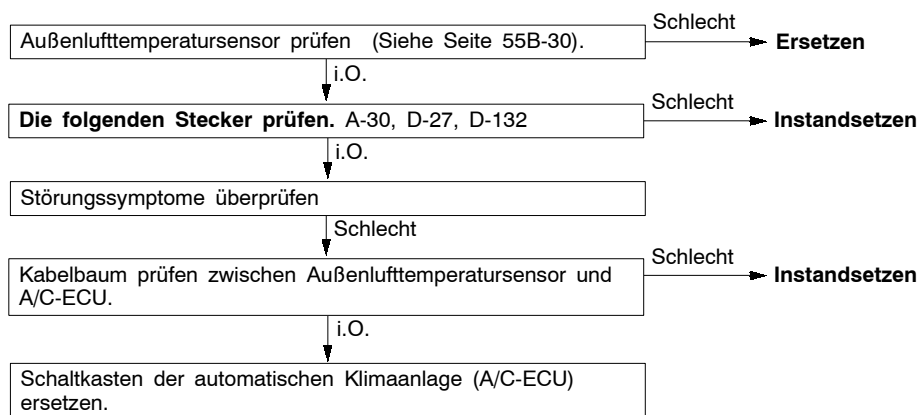 Schlecht
Außenlufttemperatursensor prüfen (Siehe Seite 55B-30).
Ersetzen
i.O.
Schlecht
Die folgenden Stecker prüfen. A-30, D-27, D-132
Instandsetzen
i.O.
Störungssymptome überprüfen
Schlecht
Schlecht
Kabelbaum prüfen zwischen Außenlufttemperatursensor und
A/C-ECU.
Instandsetzen
i.O.
Schaltkasten der automatischen Klimaanlage (A/C-ECU)
ersetzen.